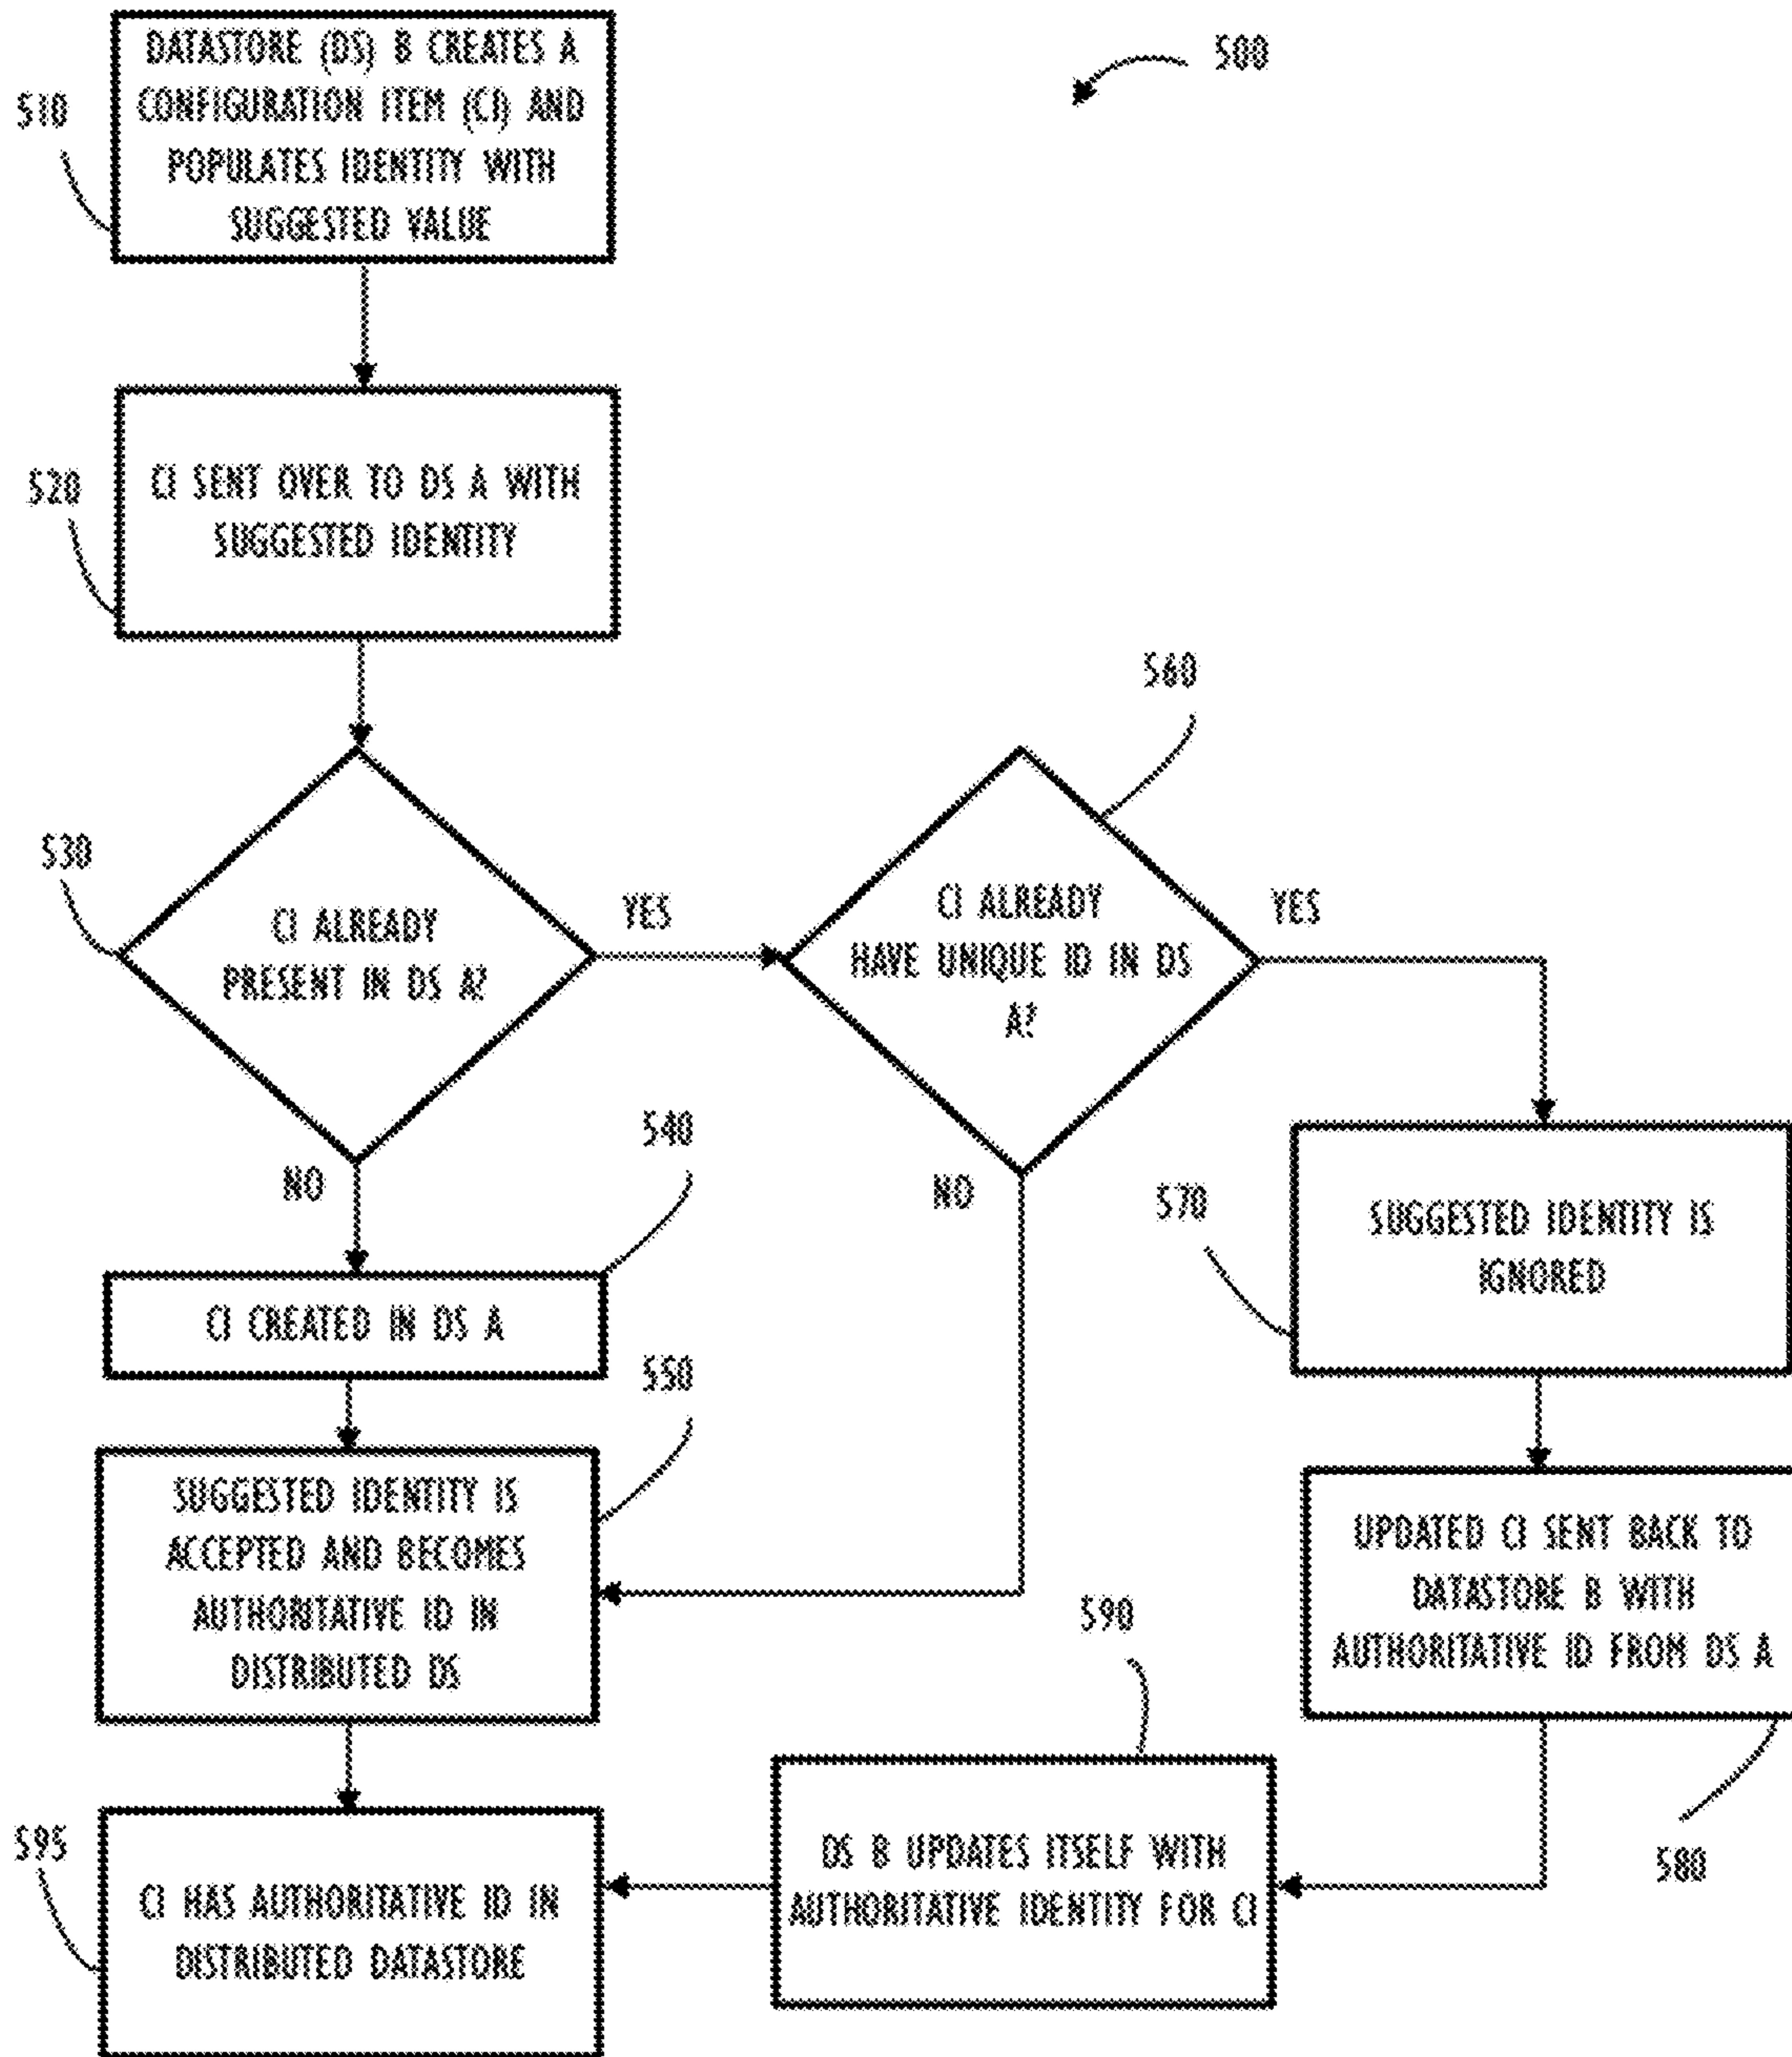 500
510
DATASTORE (DS) B CREATES A
CONFIGURATION ITEM (CI) AND
POPULATES IDENTITY WITH
SUGGESTED VALUE
520
CI SENT OVER TO DS A WITH
SUGGESTED IDENTITY
530
CI ALREADY
PRESENT IN DS A?
YES
NO
560
CI ALREADY
HAVE UNIQUE ID IN DS
A?
YES
NO
540
CI CREATED IN DS A
550
SUGGESTED IDENTITY IS
ACCEPTED AND BECOMES
AUTHORITATIVE ID IN
DISTRIBUTED DS
570
SUGGESTED IDENTITY IS
IGNORED
UPDATED CI SENT BACK TO
DATASTORE B WITH
AUTHORITATIVE ID FROM DS A
580
590
DS B UPDATES ITSELF WITH
AUTHORITATIVE IDENTITY FOR CI
595
CI HAS AUTHORITATIVE ID IN
DISTRIBUTED DATASTORE